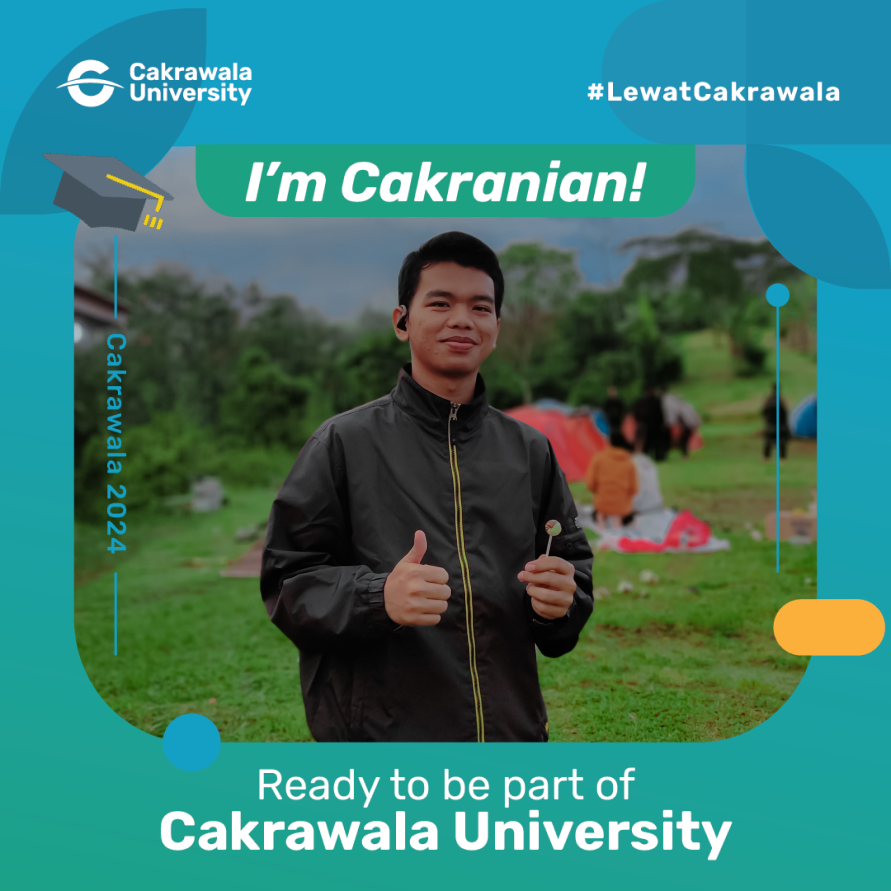 Cakrawala
University
#LewatCakrawala
I'm Cakranian!
Cakrawala 2024
Ready to be part of
Cakrawala University